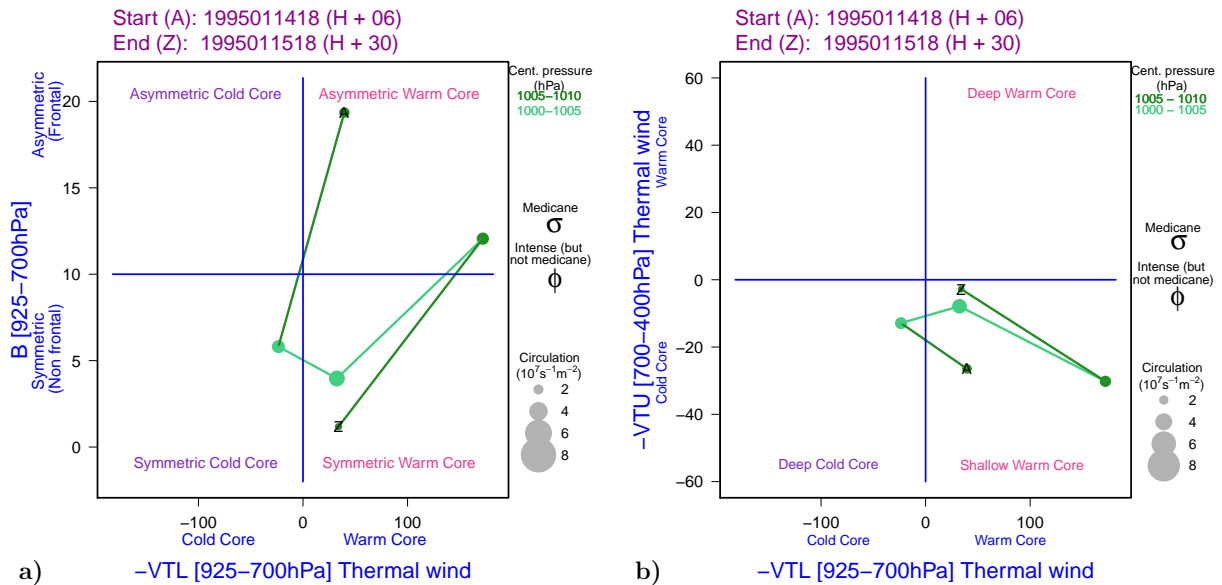 Start (A): 1995011418 (H + 06)
End (Z): 1995011518 (H + 30)
Asymmetric Cold Core
Asymmetric Warm Core
Symmetric Cold Core
Symmetric Warm Core
A
Z
20
15
10
5
0
B [925−700hPa]
Asymmetric
(Frontal)
Symmetric
(Non frontal)
−100
0
100
Cold Core
Warm Core
−VTL [925−700hPa] Thermal wind
a)
Cent. pressure
(hPa)
1005−1010
1000−1005
Medicane
σ
Intense (but
not medicane)
ϕ
Circulation
(10⁷s⁻¹m⁻²)
2
4
6
8
Start (A): 1995011418 (H + 06)
End (Z): 1995011518 (H + 30)
Deep Warm Core
Deep Cold Core
Shallow Warm Core
Z
A
60
40
20
0
−20
−40
−60
−VTU [700−400hPa] Thermal wind
Warm Core
Cold Core
−100
0
100
Cold Core
Warm Core
−VTL [925−700hPa] Thermal wind
b)
Cent. pressure
(hPa)
1005 − 1010
1000 − 1005
Medicane
σ
Intense (but
not medicane)
ϕ
Circulation
(10⁷s⁻¹m⁻²)
2
4
6
8